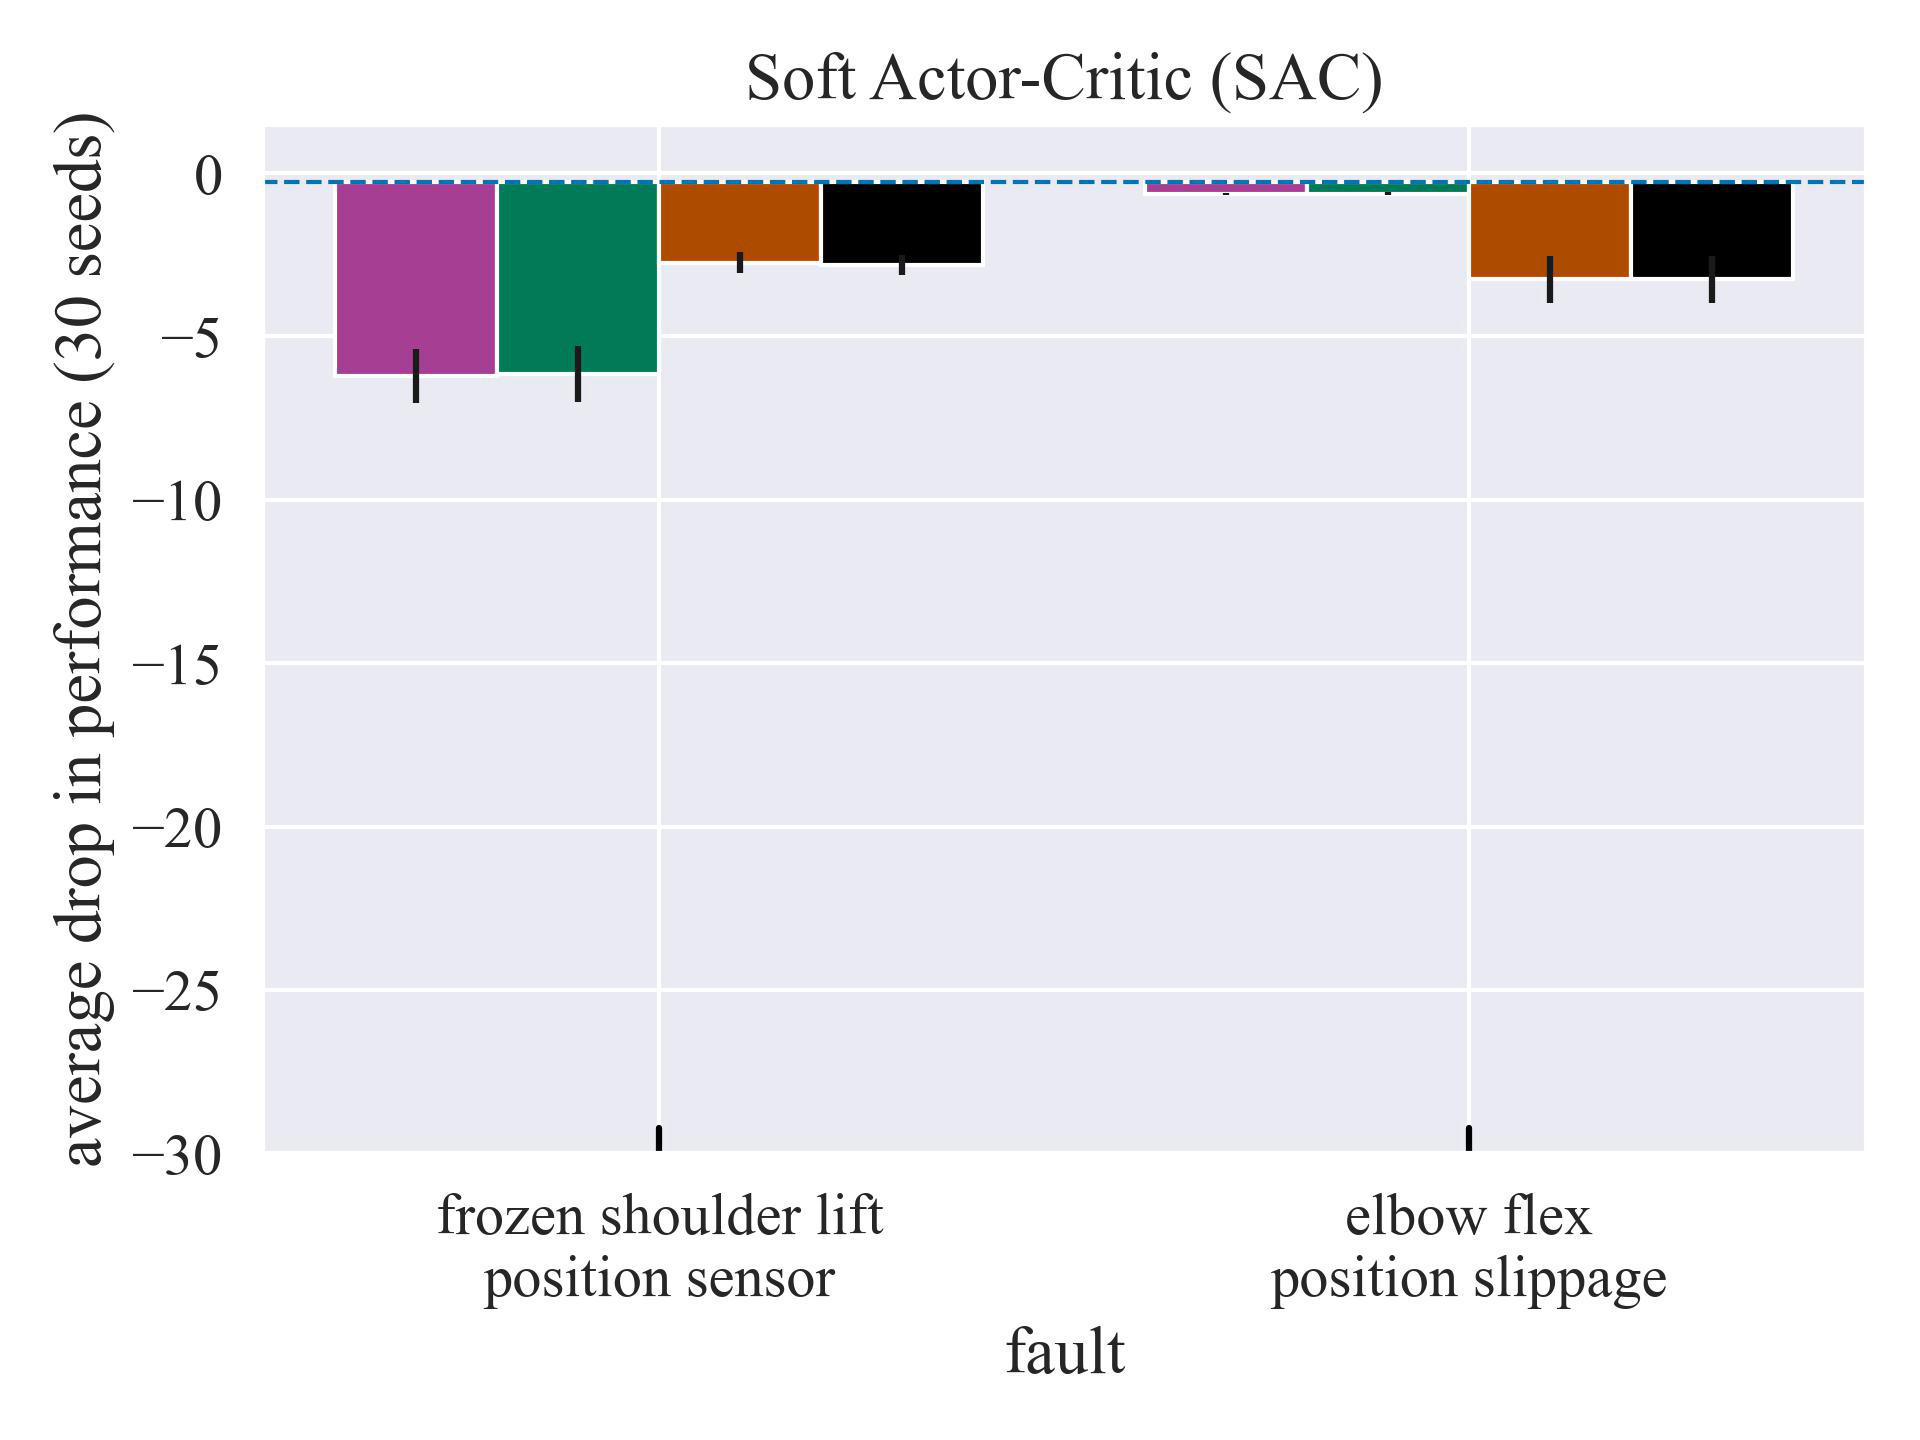 Soft Actor-Critic (SAC)
average drop in performance (30 seeds)
0
−5
−10
−15
−20
−25
−30
frozen shoulder lift
position sensor
elbow flex
position slippage
fault